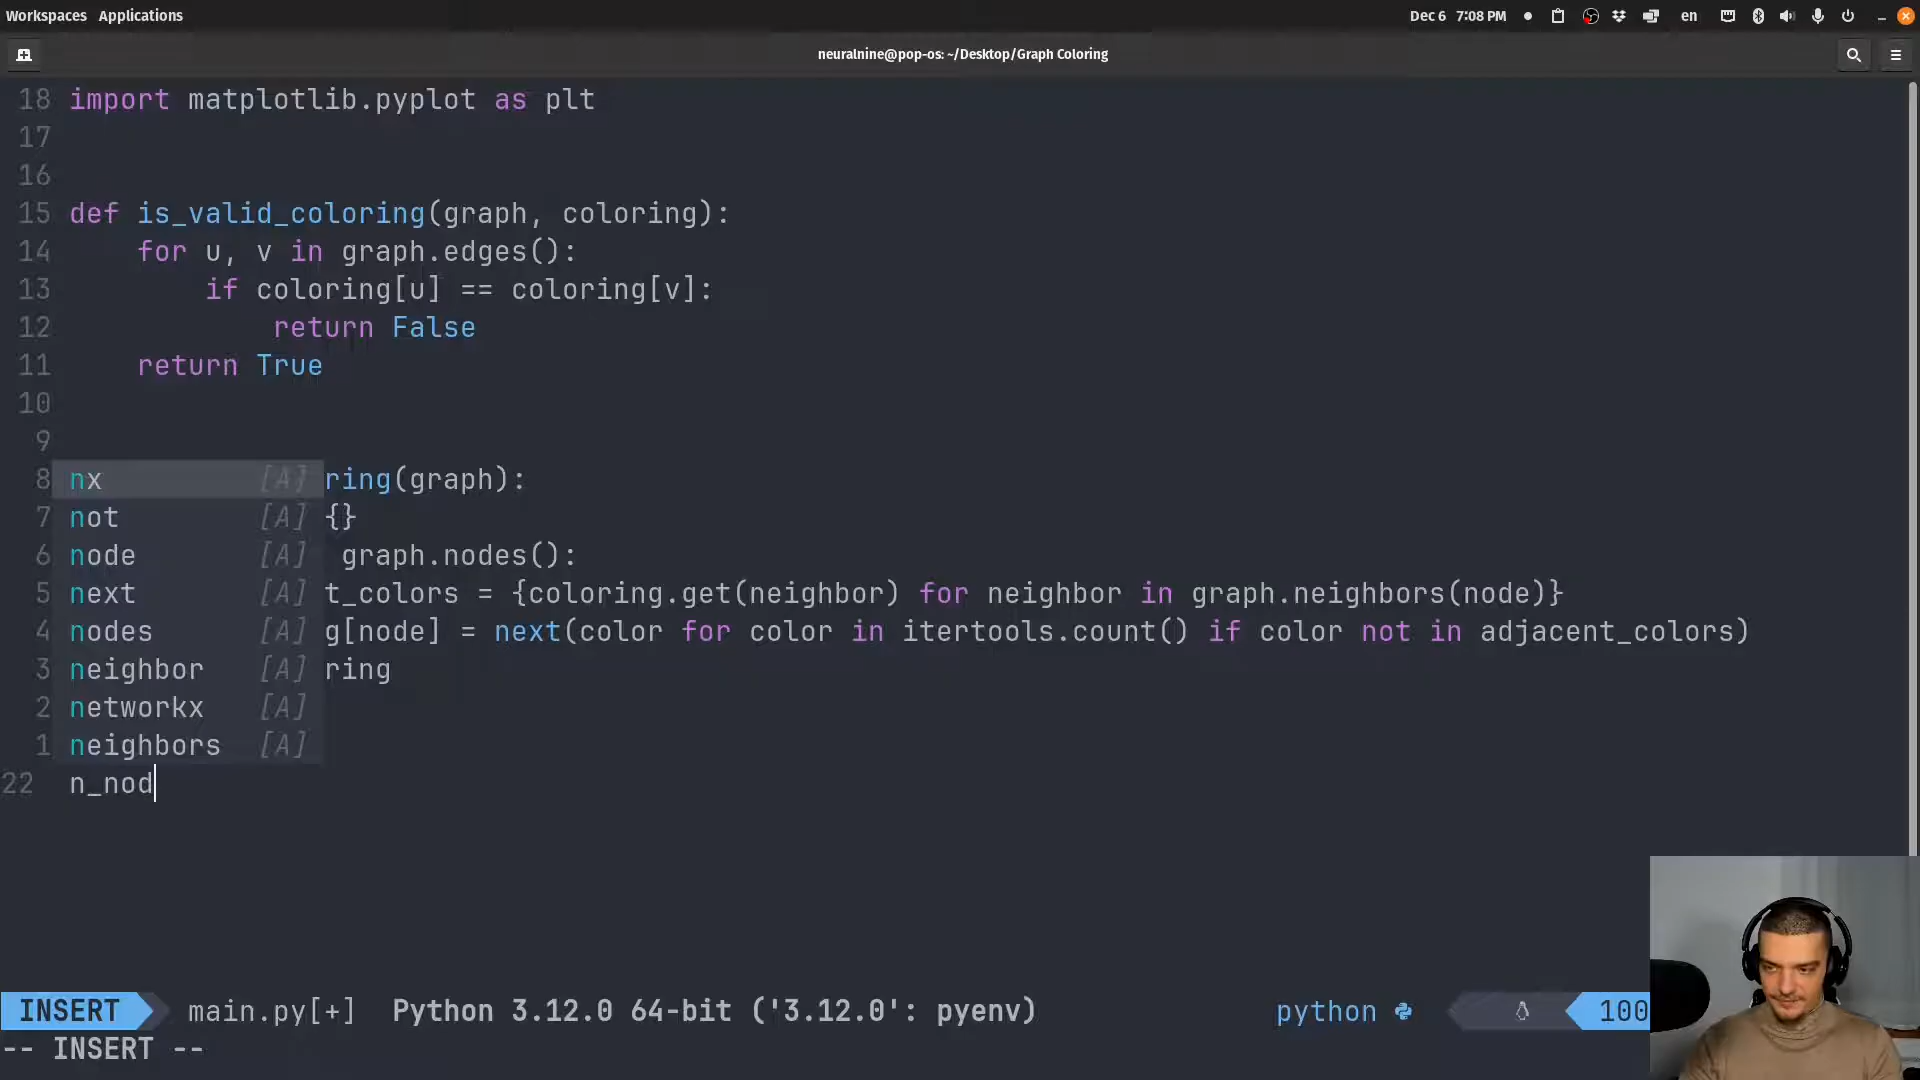 Workspaces Applications
Dec 6 7:08 PM
en
neuralnine@pop-os: ~/Desktop/Graph Coloring
18 import matplotlib.pyplot as plt
17
16
15 def is_valid_coloring(graph, coloring):
14 for u, v in graph.edges():
13 if coloring[u] == coloring[v]:
12 return False
11 return True
10
9
8 nx [A] ring(graph):
7 not [A] {}
6 node [A] graph.nodes():
5 next [A] t_colors = {coloring.get(neighbor) for neighbor in graph.neighbors(node)}
4 nodes [A] g[node] = next(color for color in itertools.count() if color not in adjacent_colors)
3 neighbor [A] ring
2 networkx [A]
1 neighbors [A]
22 n_nod
INSERT main.py[+] Python 3.12.0 64-bit ('3.12.0': pyenv) python 100
-- INSERT --